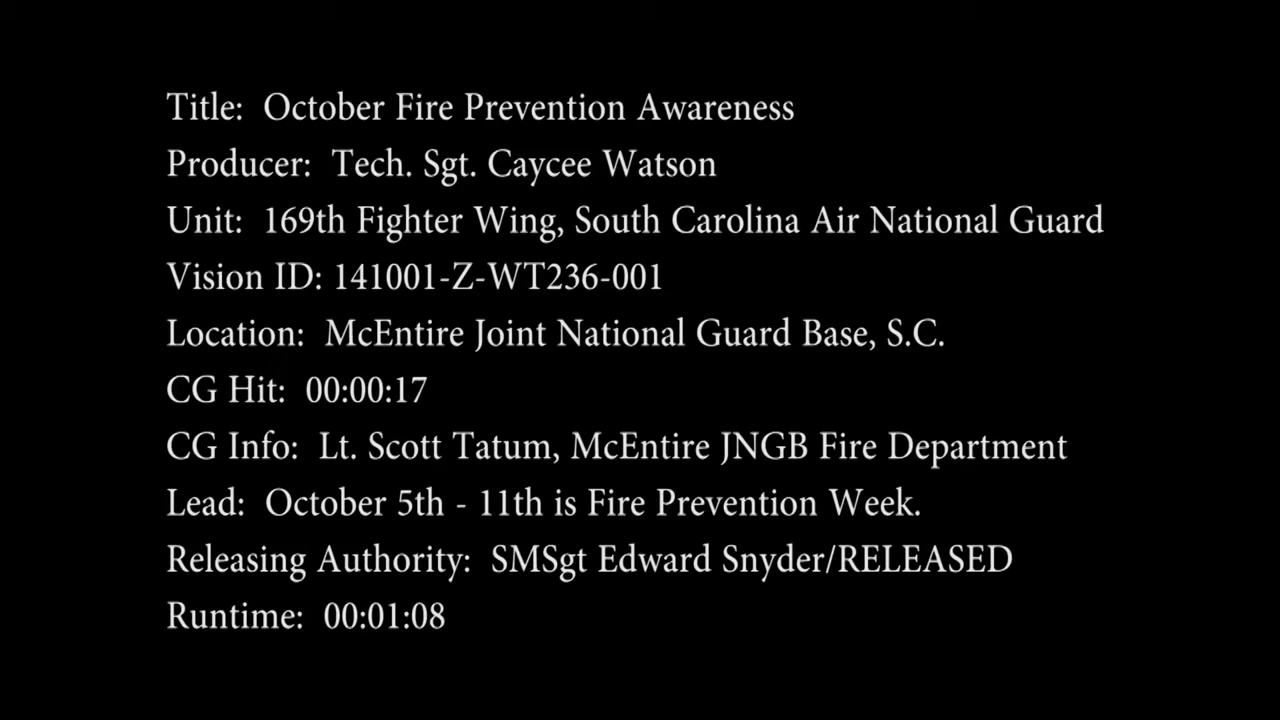 Title: October Fire Prevention Awareness
Producer: Tech. Sgt. Caycee Watson
Unit: 169th Fighter Wing, South Carolina Air National Guard
Vision ID: 141001-Z-WT236-001
Location: McEntire Joint National Guard Base, S.C.
CG Hit: 00:00:17
CG Info: Lt. Scott Tatum, McEntire JNGB Fire Department
Lead: October 5th - 11th is Fire Prevention Week.
Releasing Authority: SMSgt Edward Snyder/RELEASED
Runtime: 00:01:08